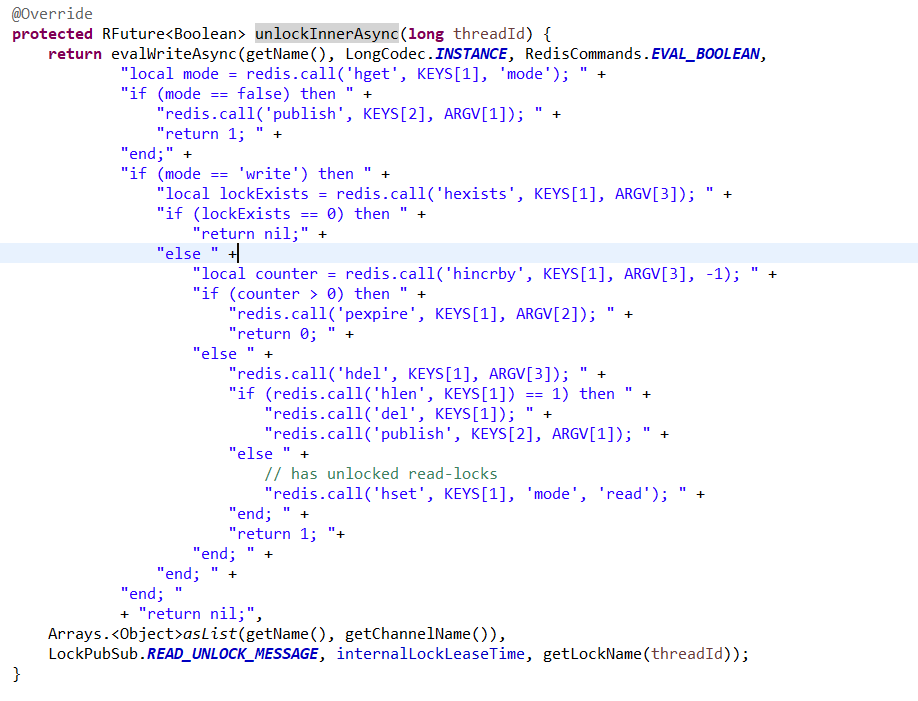 @Override
protected RFuture<Boolean> unlockInnerAsync(long threadId) {
    return evalWriteAsync(getName(), LongCodec.INSTANCE, RedisCommands.EVAL_BOOLEAN,
            "local mode = redis.call('hget', KEYS[1], 'mode'); " +
            "if (mode == false) then " +
                "redis.call('publish', KEYS[2], ARGV[1]); " +
                "return 1; " +
            "end;" +
            "if (mode == 'write') then " +
                "local lockExists = redis.call('hexists', KEYS[1], ARGV[3]); " +
                "if (lockExists == 0) then " +
                    "return nil;" +
                "else " +
                    "local counter = redis.call('hincrby', KEYS[1], ARGV[3], -1); " +
                    "if (counter > 0) then " +
                        "redis.call('pexpire', KEYS[1], ARGV[2]); " +
                        "return 0; " +
                    "else " +
                        "redis.call('hdel', KEYS[1], ARGV[3]); " +
                        "if (redis.call('hlen', KEYS[1]) == 1) then " +
                            "redis.call('del', KEYS[1]); " +
                            "redis.call('publish', KEYS[2], ARGV[1]); " +
                        "else " +
                            // has unlocked read-locks
                            "redis.call('hset', KEYS[1], 'mode', 'read'); " +
                        "end; " +
                        "return 1; "+
                    "end; " +
                "end; " +
            "end; "
            + "return nil;",
    Arrays.<Object>asList(getName(), getChannelName()),
    LockPubSub.READ_UNLOCK_MESSAGE, internalLockLeaseTime, getLockName(threadId));
}